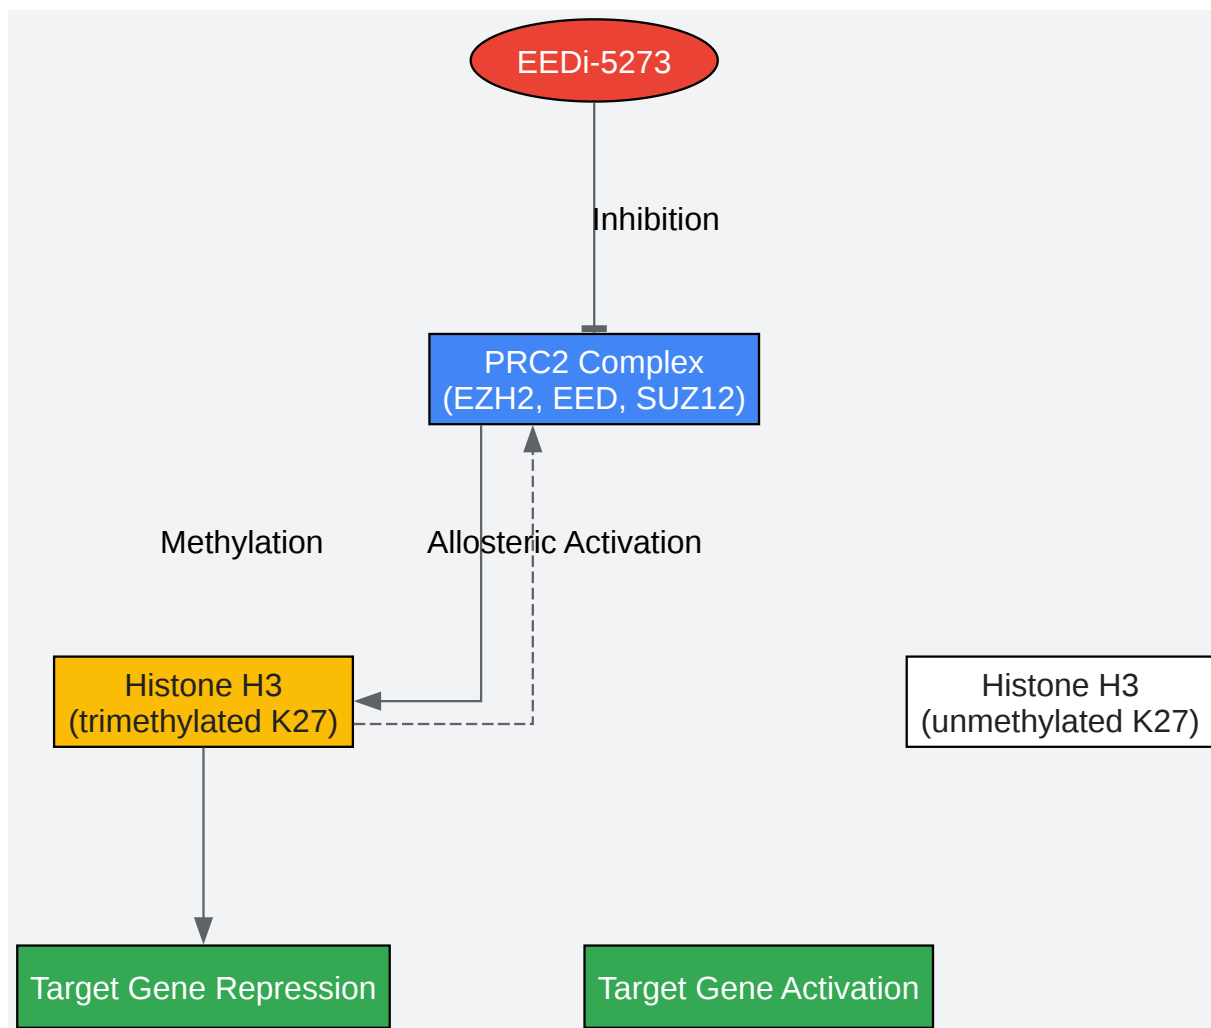 EEDi-5273
Inhibition
PRC2 Complex
(EZH2, EED, SUZ12)
Methylation
Allosteric Activation
Histone H3
(trimethylated K27)
Histone H3
(unmethylated K27)
Target Gene Repression
Target Gene Activation